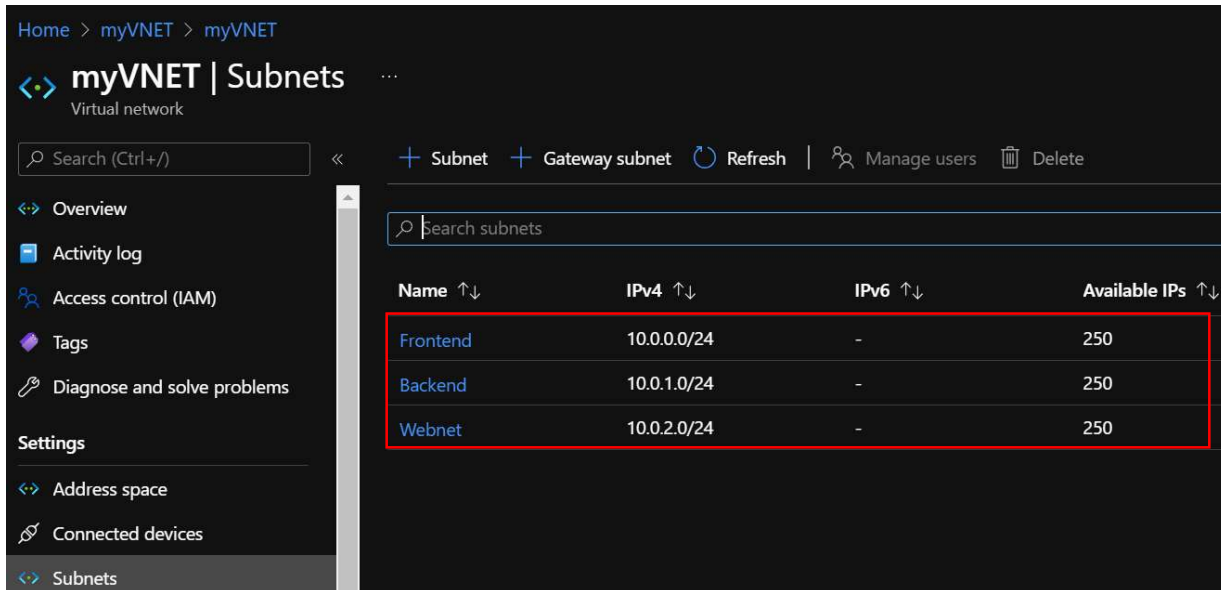 Home > myVNET > myVNET
myVNET | Subnets ...
Virtual network
Search (Ctrl+/) «
+ Subnet + Gateway subnet Refresh | Manage users Delete
Overview
Search subnets
Activity log
Name ↑↓ IPv4 ↑↓ IPv6 ↑↓ Available IPs ↑↓
Access control (IAM)
Frontend 10.0.0.0/24 - 250
Tags
Backend 10.0.1.0/24 - 250
Diagnose and solve problems
Webnet 10.0.2.0/24 - 250
Settings
Address space
Connected devices
Subnets